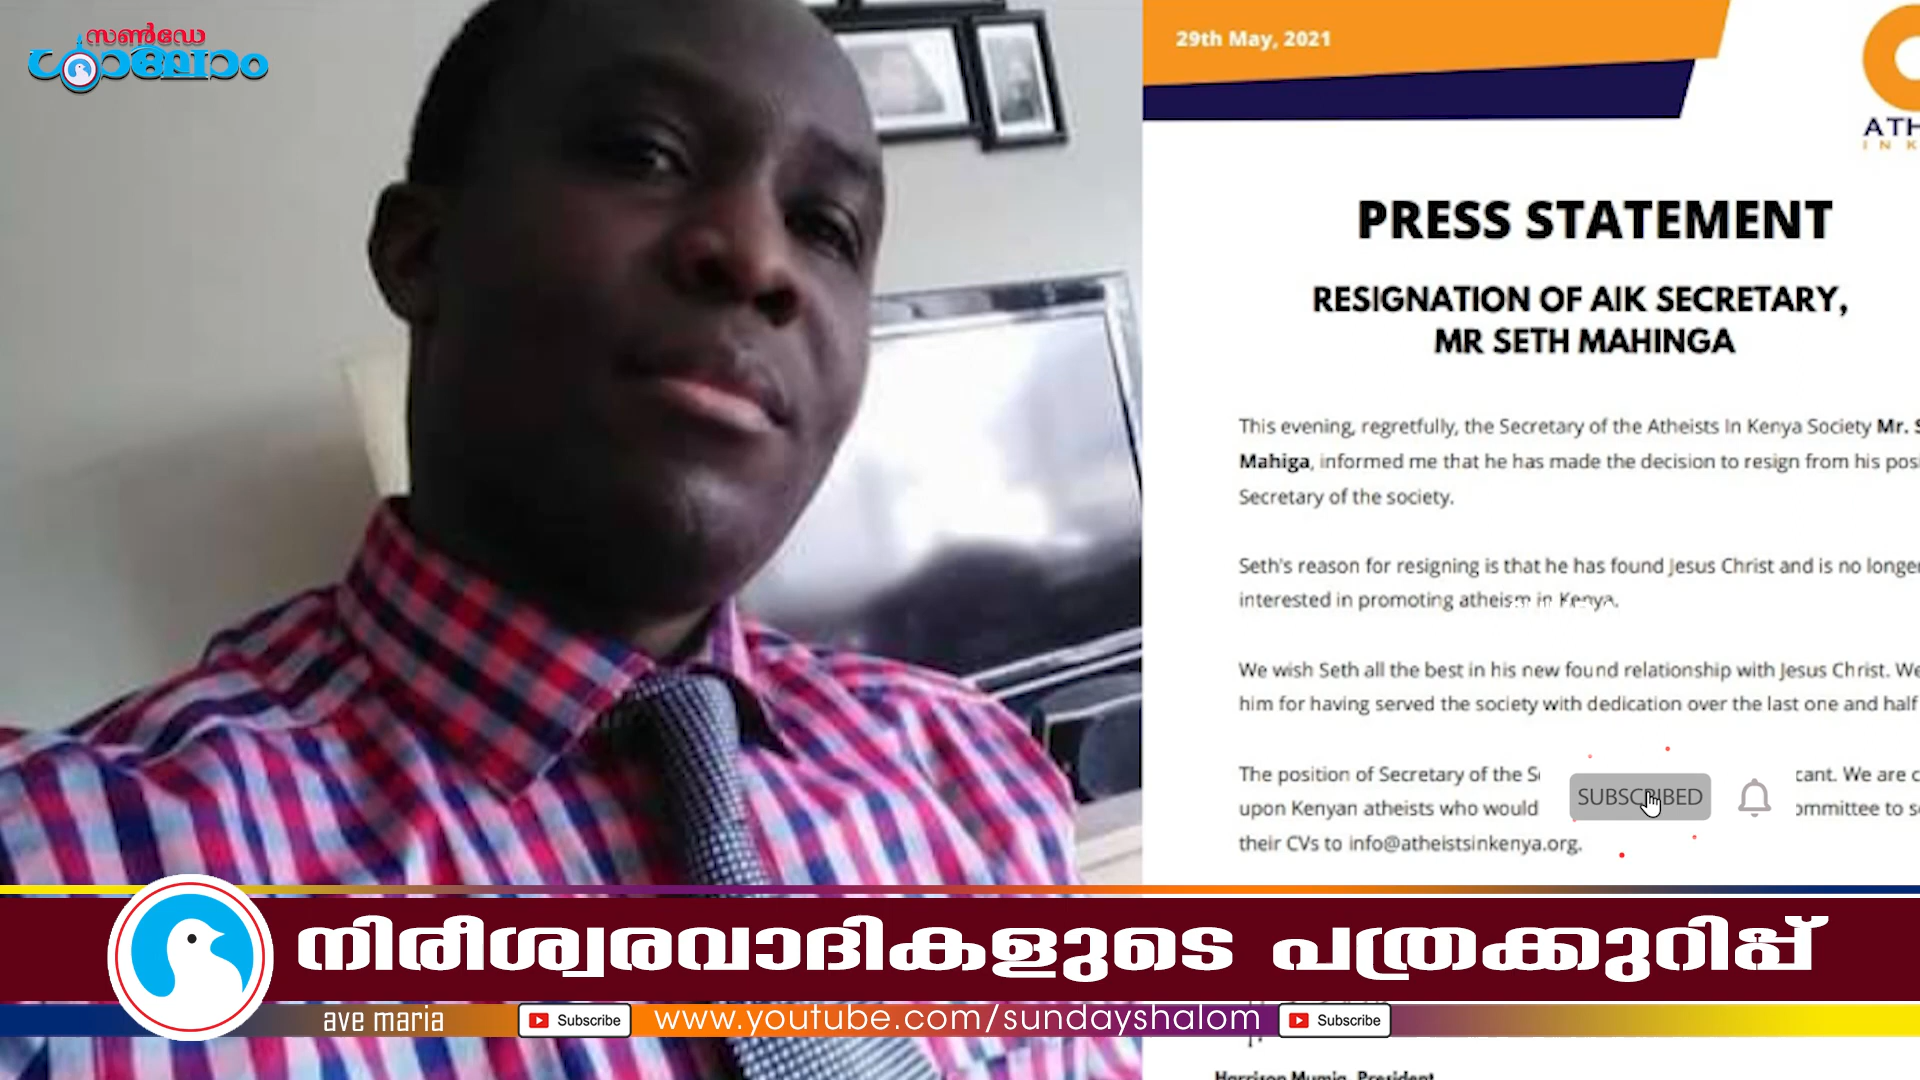 സൺഡേ
ശാലോം
29th May, 2021
PRESS STATEMENT
RESIGNATION OF AIK SECRETARY,
MR SETH MAHINGA
This evening, regretfully, the Secretary of the Atheists In Kenya Society Mr.
Mahiga, informed me that he has made the decision to resign from his
Secretary of the society.
Seth's reason for resigning is that he has found Jesus Christ and is no
interested in promoting atheism in Kenya.
We wish Seth all the best in his new found relationship with Jesus Christ. We
him for having served the society with dedication over the last one and half
The position of Secretary of the We are
upon Kenyan atheists who would to
their CVs to info@atheistsinkenya.org.
SUBSCRIBED
നിരീശ്വരവാദികളുടെ പത്രക്കുറിപ്പ്
ave maria Subscribe www.youtube.com/sundayshalom Subscribe
Harrison Mumia, President